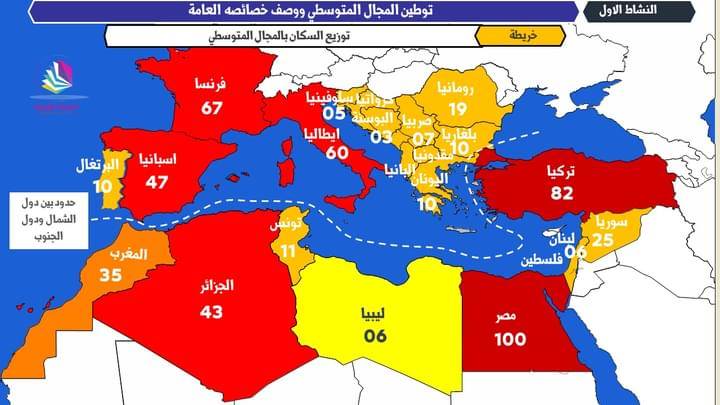 النشاط الاول
توطين المجال المتوسطي ووصف خصائصه العامة
خريطة
توزيع السكان بالمجال المتوسطي
فرنسا
67
رومانيا
19
سلوفينيا
05
كرواتيا
البوسنة
03
صربيا
07
بلغاريا
10
ايطاليا
60
مقدونيا
البانيا
اليونان
10
تركيا
82
اسبانيا
47
البرتغال
10
حدود بين دول
الشمال ودول
الجنوب
سوريا
25
لبنان
06
فلسطين
تونس
11
المغرب
35
الجزائر
43
ليبيا
06
مصر
100